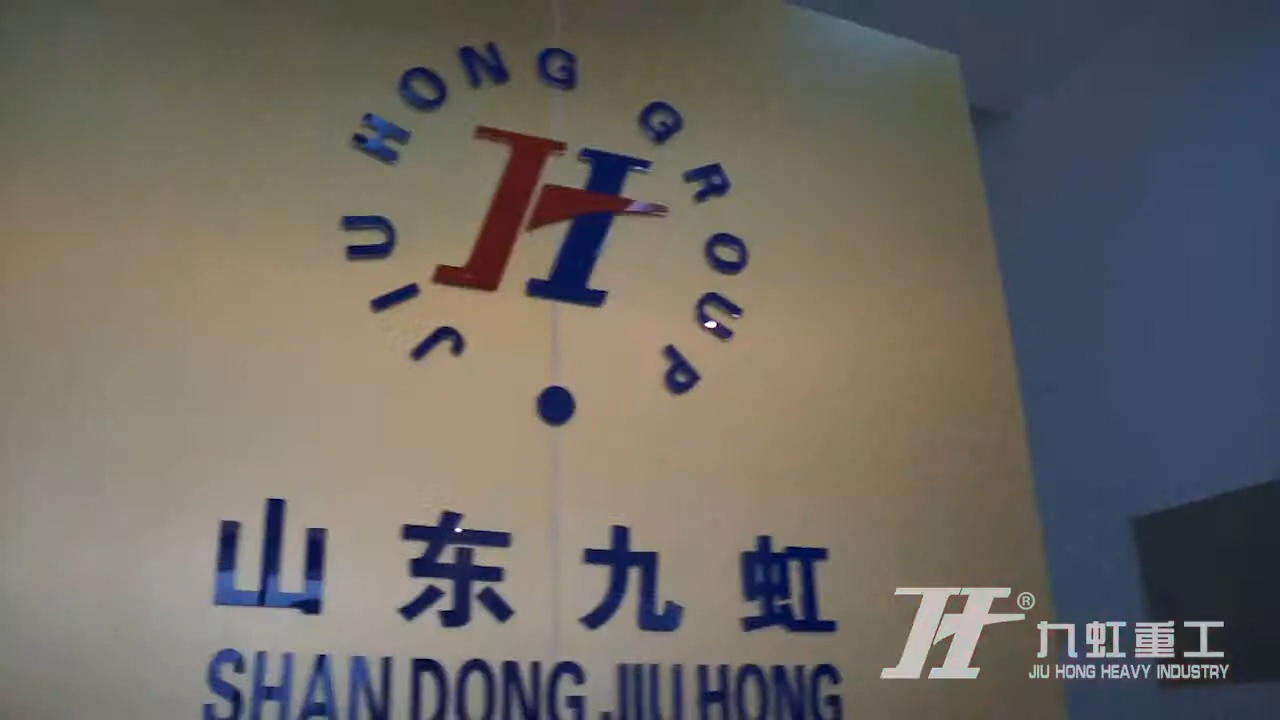 JIU HONG GROUP
山东九虹
SHAN DONG JIU HONG
九虹重工
JIU HONG HEAVY INDUSTRY